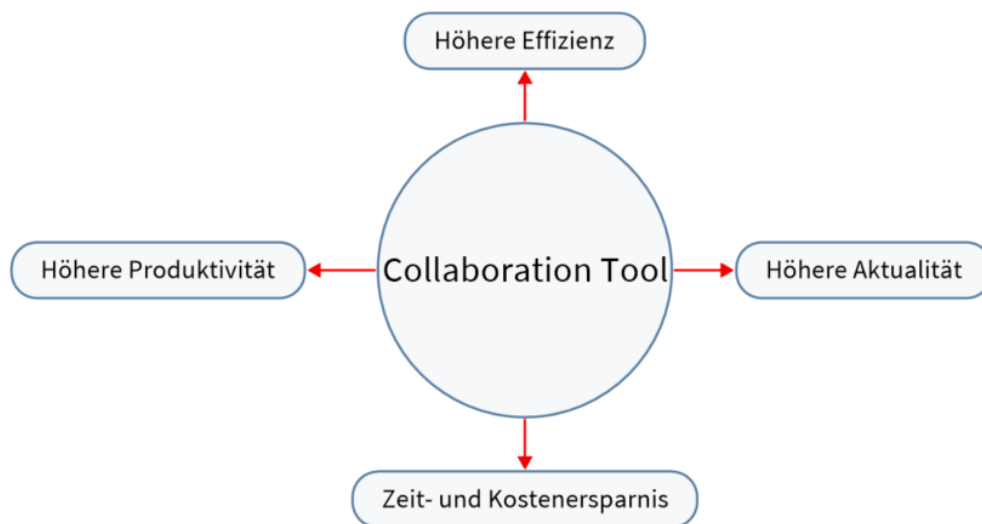 Höhere Effizienz
Höhere Produktivität
Collaboration Tool
Höhere Aktualität
Zeit- und Kostenersparnis